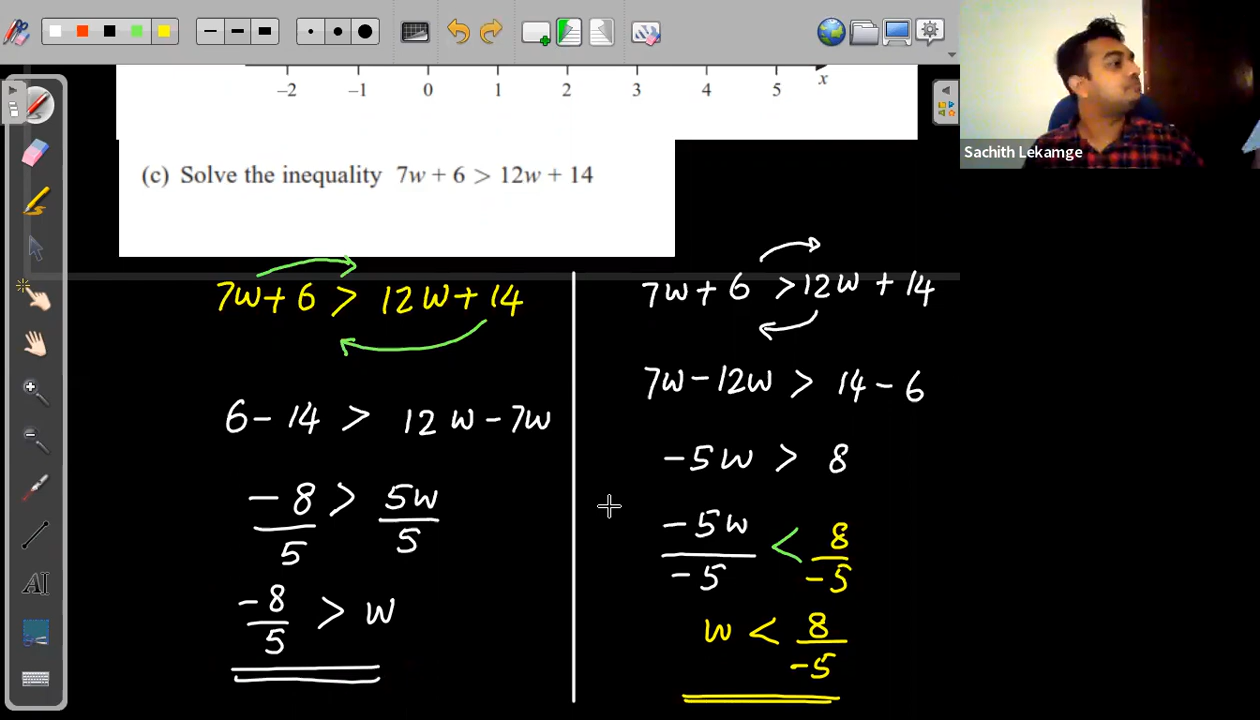 -2 -1 0 1 2 3 4 5 x
Sachith Lekamge
(c) Solve the inequality 7w + 6 > 12w + 14
7w + 6 > 12w + 14
6 - 14 > 12w - 7w
-8/5 > 5w/5
-8/5 > w
7w + 6 > 12w + 14
7w - 12w > 14 - 6
-5w > 8
-5w/-5 < 8/-5
w < 8/-5